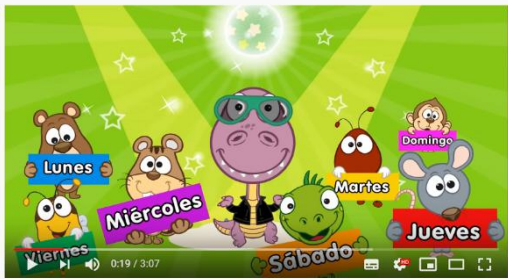 Domingo
Lunes
Martes
Miércoles
Jueves
Viernes
Sábado
0:19 / 3:07